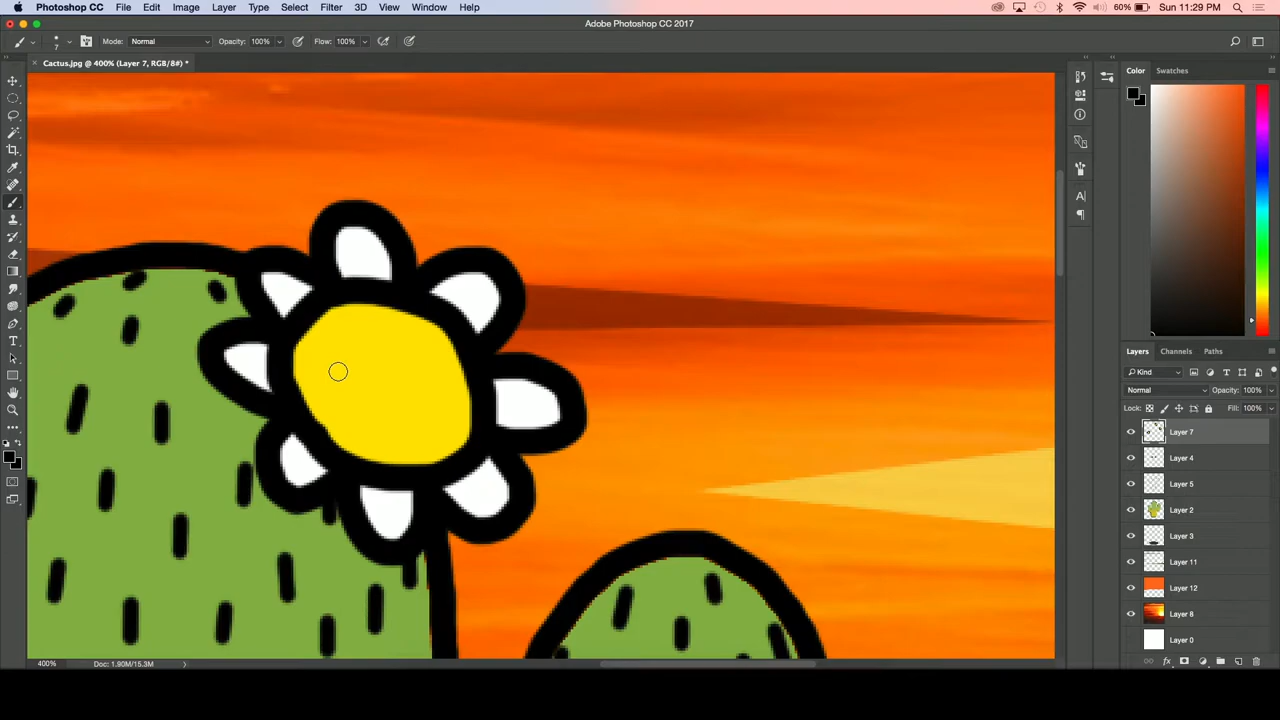 Photoshop CC File Edit Image Layer Type Select Filter 3D View Window Help 60% Sun 11:29 PM
Adobe Photoshop CC 2017
7 Mode: Normal Opacity: 100% Flow: 100%
Cactus.jpg @ 400% (Layer 7, RGB/8#) *
Color Swatches
Layers Channels Paths
Kind
Normal Opacity: 100%
Lock: Fill: 100%
Layer 7
Layer 4
Layer 5
Layer 2
Layer 3
Layer 11
Layer 12
Layer 8
Layer 0
400% Doc: 1.90M/15.3M